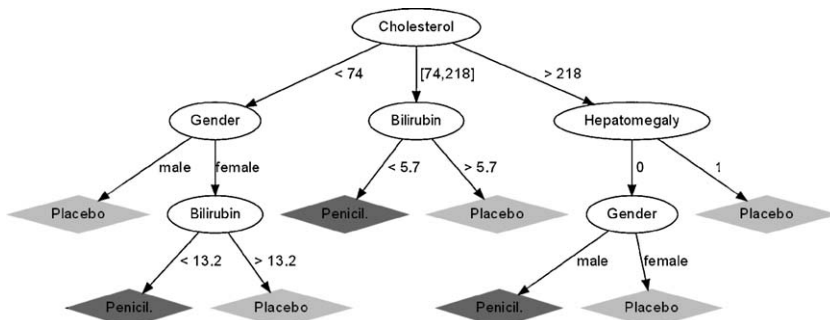 Cholesterol
< 74
[74,218]
> 218
Gender
Bilirubin
Hepatomegaly
male
female
< 5.7
> 5.7
0
1
Placebo
Bilirubin
Penicil.
Placebo
Gender
Placebo
< 13.2
> 13.2
male
female
Penicil.
Placebo
Penicil.
Placebo